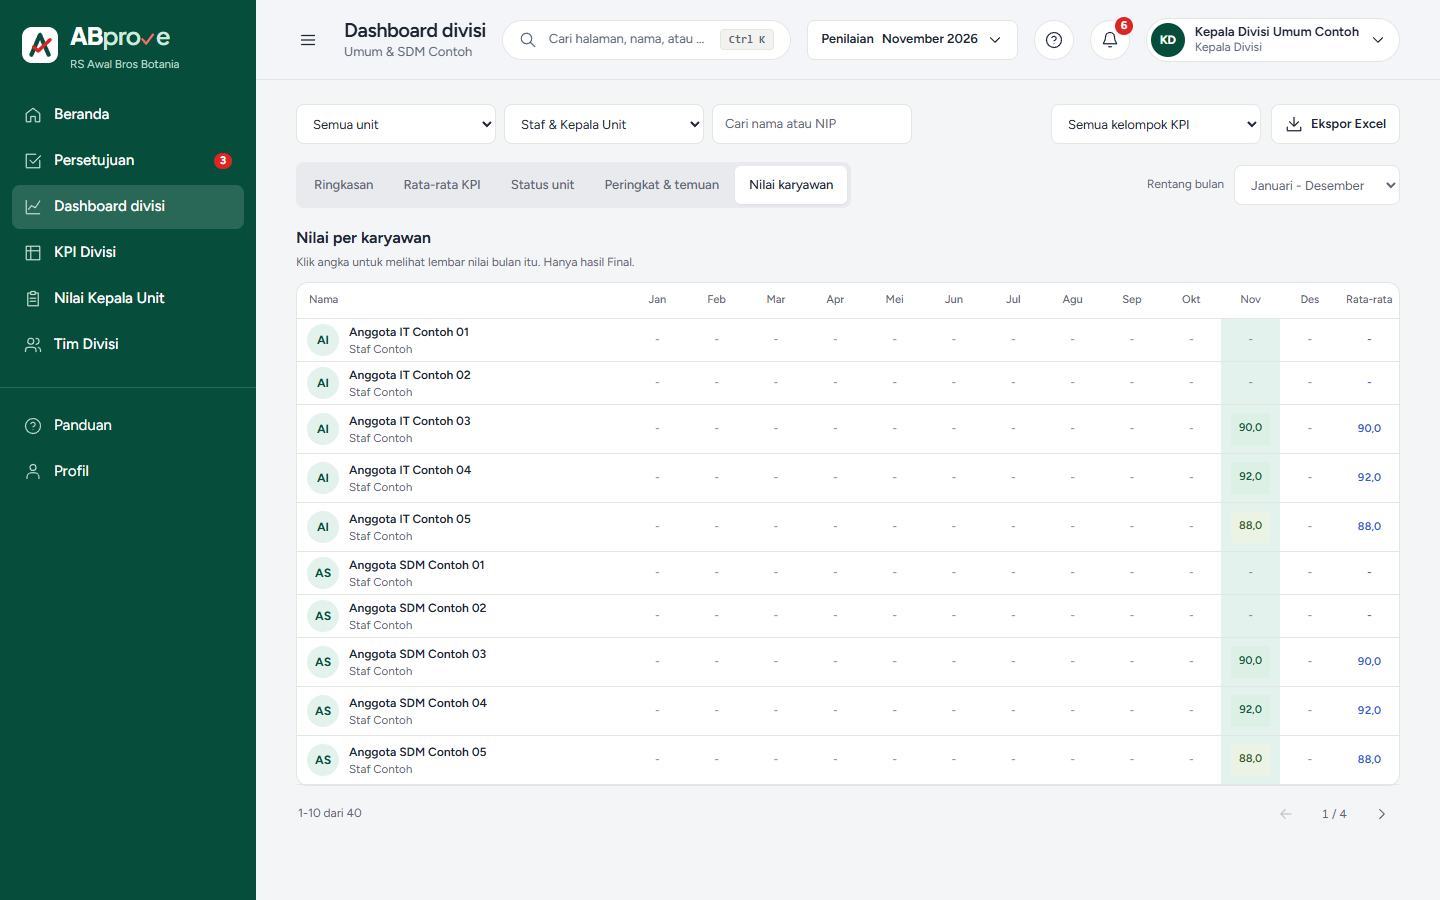 ABprove
RS Awal Bros Botania
Beranda
Persetujuan 3
Dashboard divisi
KPI Divisi
Nilai Kepala Unit
Tim Divisi
Panduan
Profil
Dashboard divisi
Umum & SDM Contoh
Cari halaman, nama, atau ... Ctrl K
Penilaian November 2026
6
KD
Kepala Divisi Umum Contoh
Kepala Divisi
Semua unit
Staf & Kepala Unit
Cari nama atau NIP
Semua kelompok KPI
Ekspor Excel
Ringkasan Rata-rata KPI Status unit Peringkat & temuan Nilai karyawan
Rentang bulan Januari - Desember
Nilai per karyawan
Klik angka untuk melihat lembar nilai bulan itu. Hanya hasil Final.
Nama Jan Feb Mar Apr Mei Jun Jul Agu Sep Okt Nov Des Rata-rata
AI Anggota IT Contoh 01 - - - - - - - - - - - - -
Staf Contoh
AI Anggota IT Contoh 02 - - - - - - - - - - - - -
Staf Contoh
AI Anggota IT Contoh 03 - - - - - - - - - - 90,0 - 90,0
Staf Contoh
AI Anggota IT Contoh 04 - - - - - - - - - - 92,0 - 92,0
Staf Contoh
AI Anggota IT Contoh 05 - - - - - - - - - - 88,0 - 88,0
Staf Contoh
AS Anggota SDM Contoh 01 - - - - - - - - - - - - -
Staf Contoh
AS Anggota SDM Contoh 02 - - - - - - - - - - - - -
Staf Contoh
AS Anggota SDM Contoh 03 - - - - - - - - - - 90,0 - 90,0
Staf Contoh
AS Anggota SDM Contoh 04 - - - - - - - - - - 92,0 - 92,0
Staf Contoh
AS Anggota SDM Contoh 05 - - - - - - - - - - 88,0 - 88,0
Staf Contoh
1-10 dari 40
1 / 4